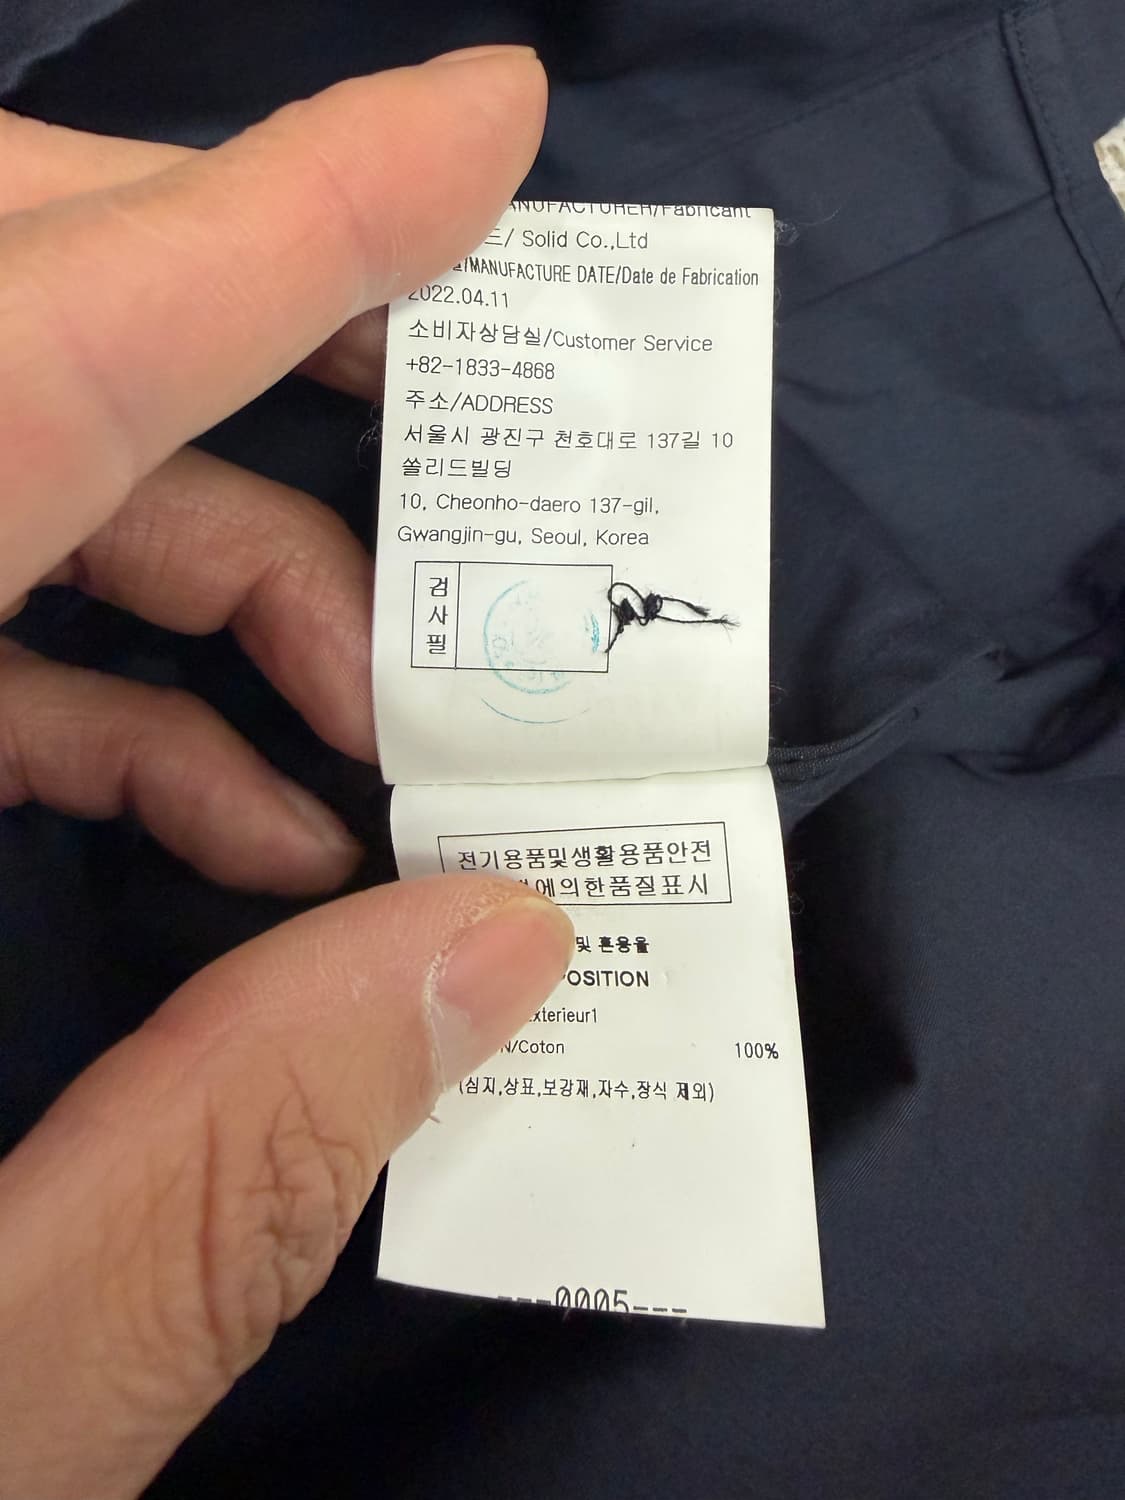 MANUFACTURER/Fabricant
드/ Solid Co.,Ltd
/MANUFACTURE DATE/Date de Fabrication
2022.04.11
소비자상담실/Customer Service
+82-1833-4868
주소/ADDRESS
서울시 광진구 천호대로 137길 10
쏠리드빌딩
10, Cheonho-daero 137-gil,
Gwangjin-gu, Seoul, Korea
검사필
전기용품및생활용품안전
에의한품질표시
및 혼용율
POSITION
xterieur1
N/Coton 100%
(심지,상표,보강재,자수,장식 제외)
---0005---